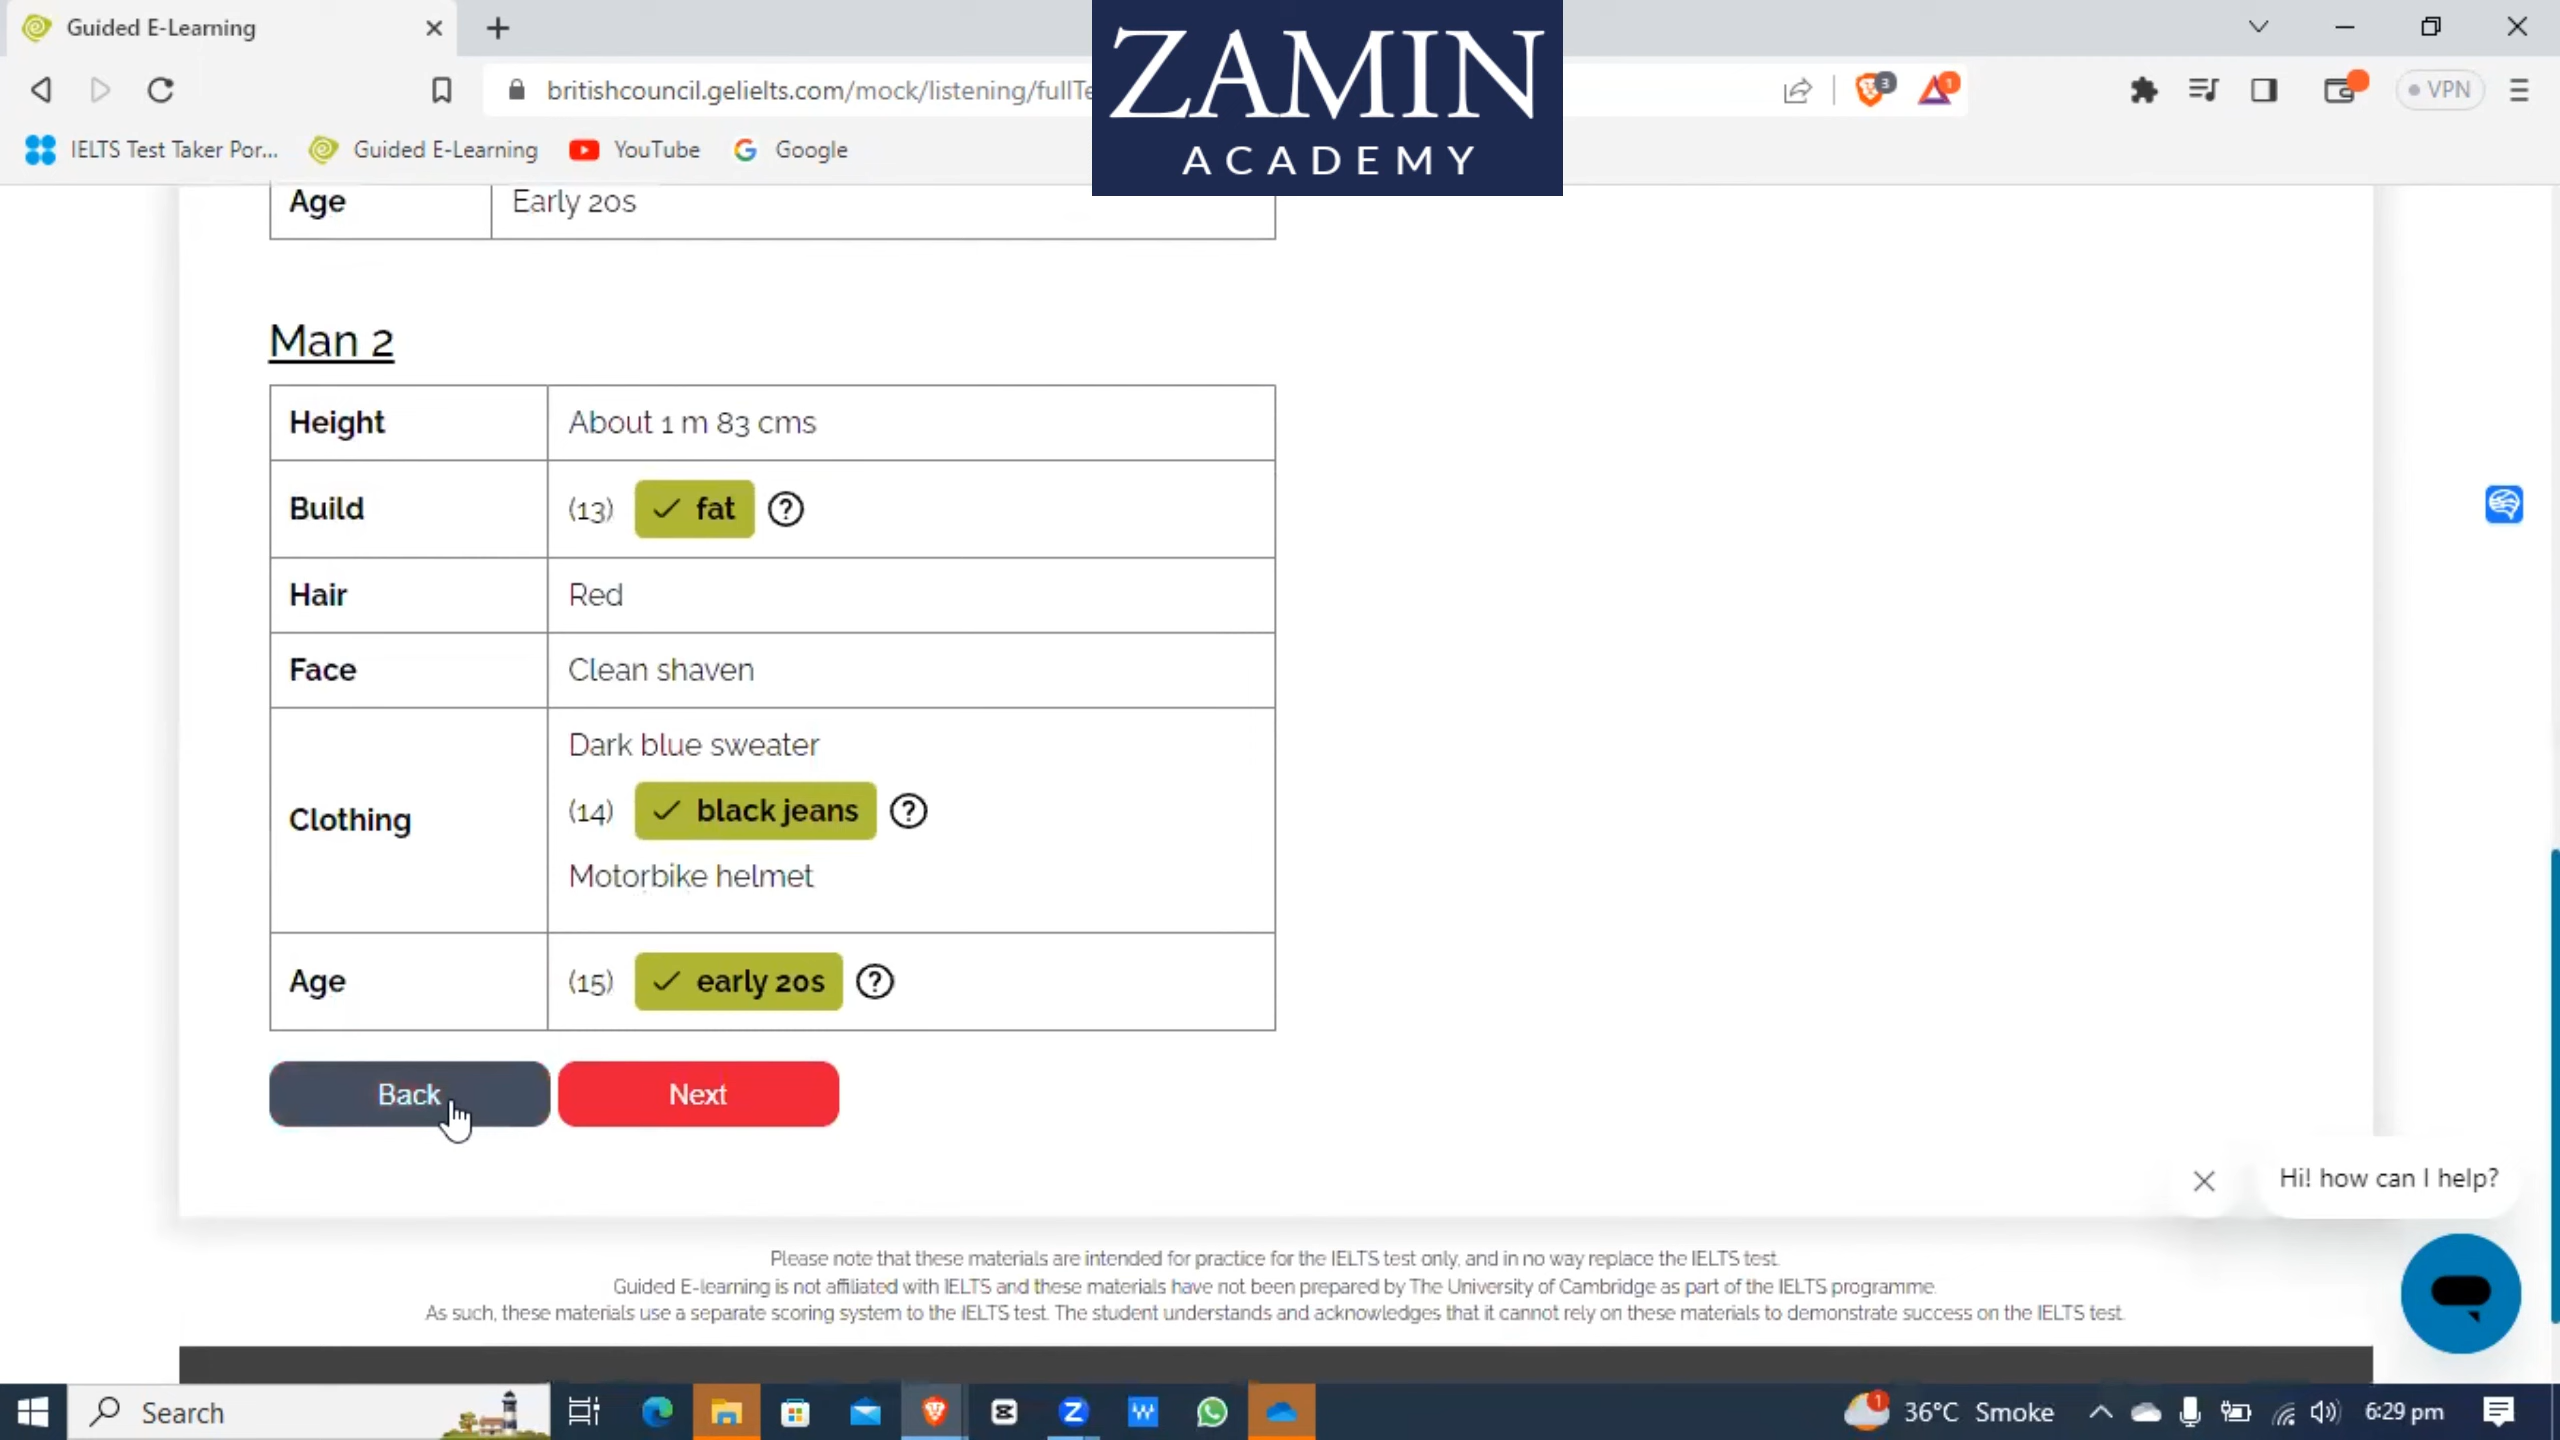 Guided E-Learning
ZAMIN
ACADEMY
britishcouncil.gelielts.com/mock/listening/fullTe
3
1
VPN
IELTS Test Taker Por...
Guided E-Learning
YouTube
Google
Age
Early 20s
Man 2
Height
About 1 m 83 cms
Build
(13) ✓ fat ?
Hair
Red
Face
Clean shaven
Clothing
Dark blue sweater
(14) ✓ black jeans ?
Motorbike helmet
Age
(15) ✓ early 20s ?
Back
Next
Hi! how can I help?
Please note that these materials are intended for practice for the IELTS test only, and in no way replace the IELTS test.
Guided E-learning is not affiliated with IELTS and these materials have not been prepared by The University of Cambridge as part of the IELTS programme.
As such, these materials use a separate scoring system to the IELTS test. The student understands and acknowledges that it cannot rely on these materials to demonstrate success on the IELTS test.
Search
1
36°C Smoke
6:29 pm